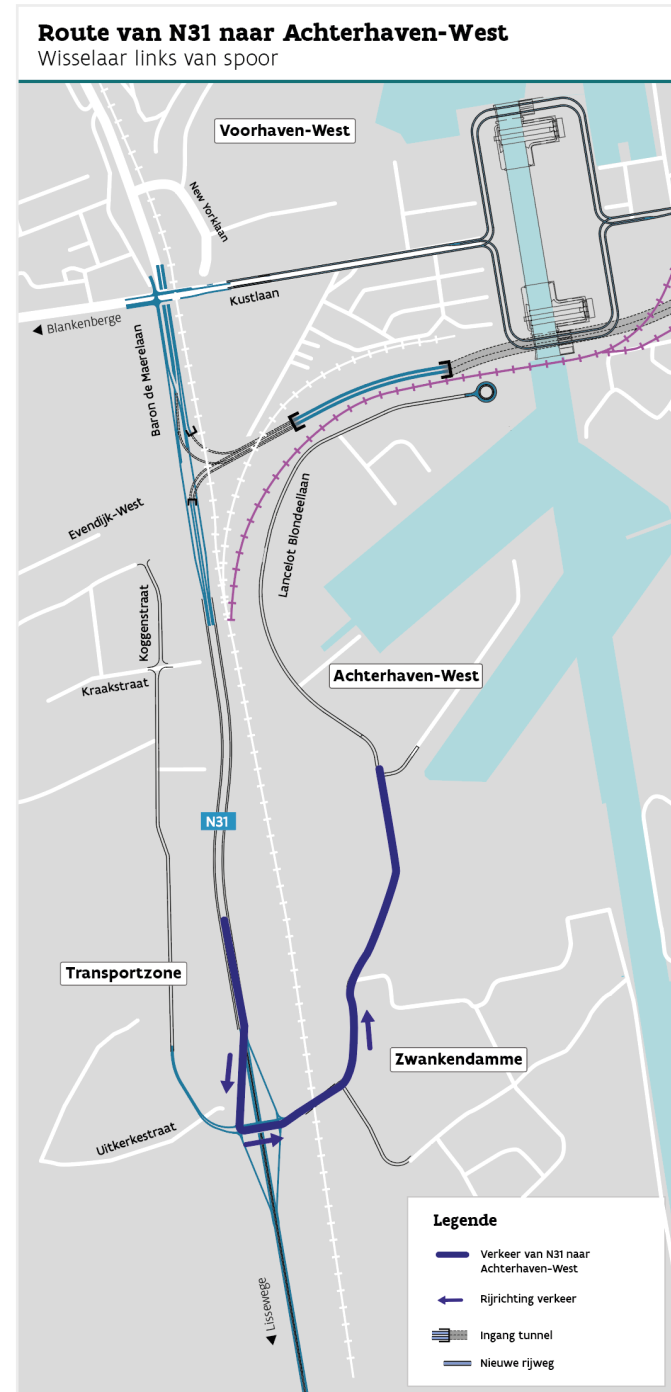 Route van N31 naar Achterhaven-West
Wisselaar links van spoor
Voorhaven-West
New Yorklaan
Kustlaan
Blankenberge
Baron de Maerelaan
Evendijk-West
Lancelot Blondeellaan
Koggenstraat
Kraakstraat
Achterhaven-West
N31
Transportzone
Zwankendamme
Uitkerkestraat
Lissewege
Legende
Verkeer van N31 naar
Achterhaven-West
Rijrichting verkeer
Ingang tunnel
Nieuwe rijweg